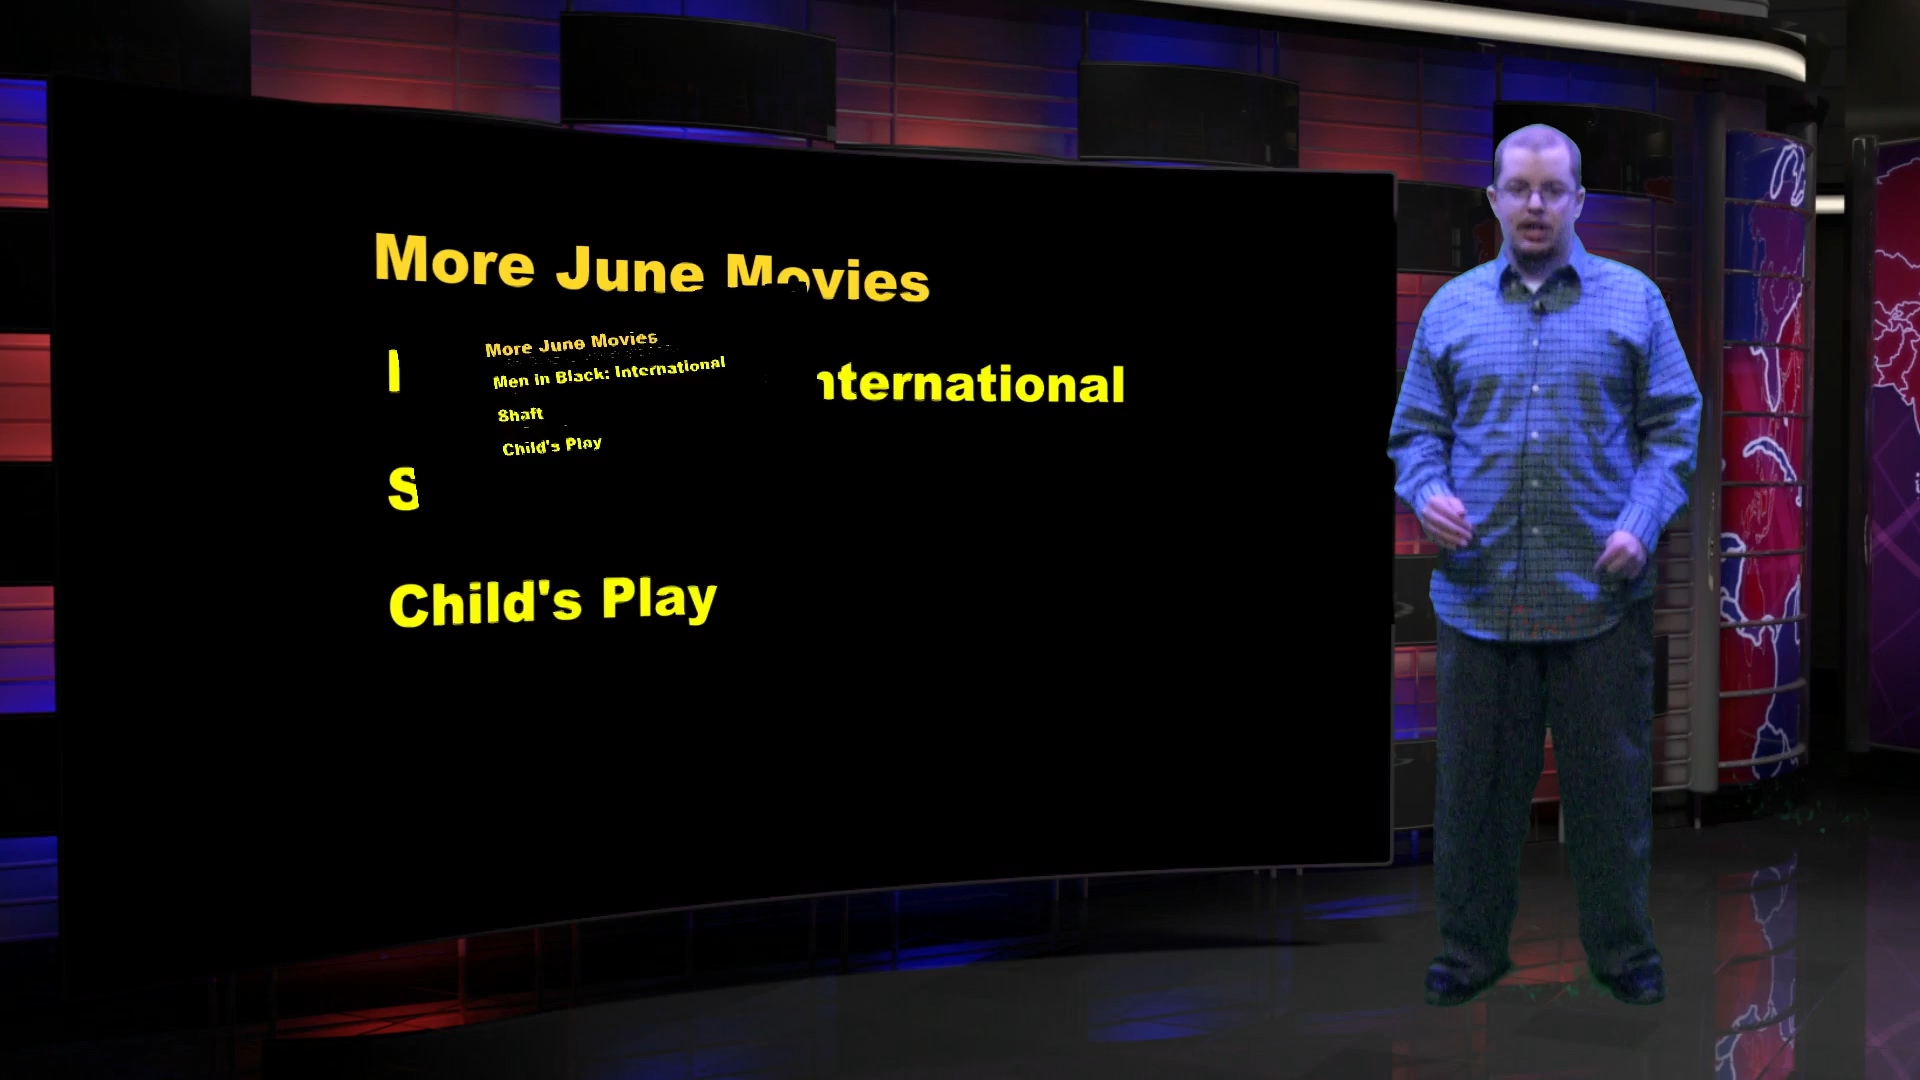 More June Movies
More June Movies
Men in Black: International
nternational
Shaft
S
Child's Play
Child's Play